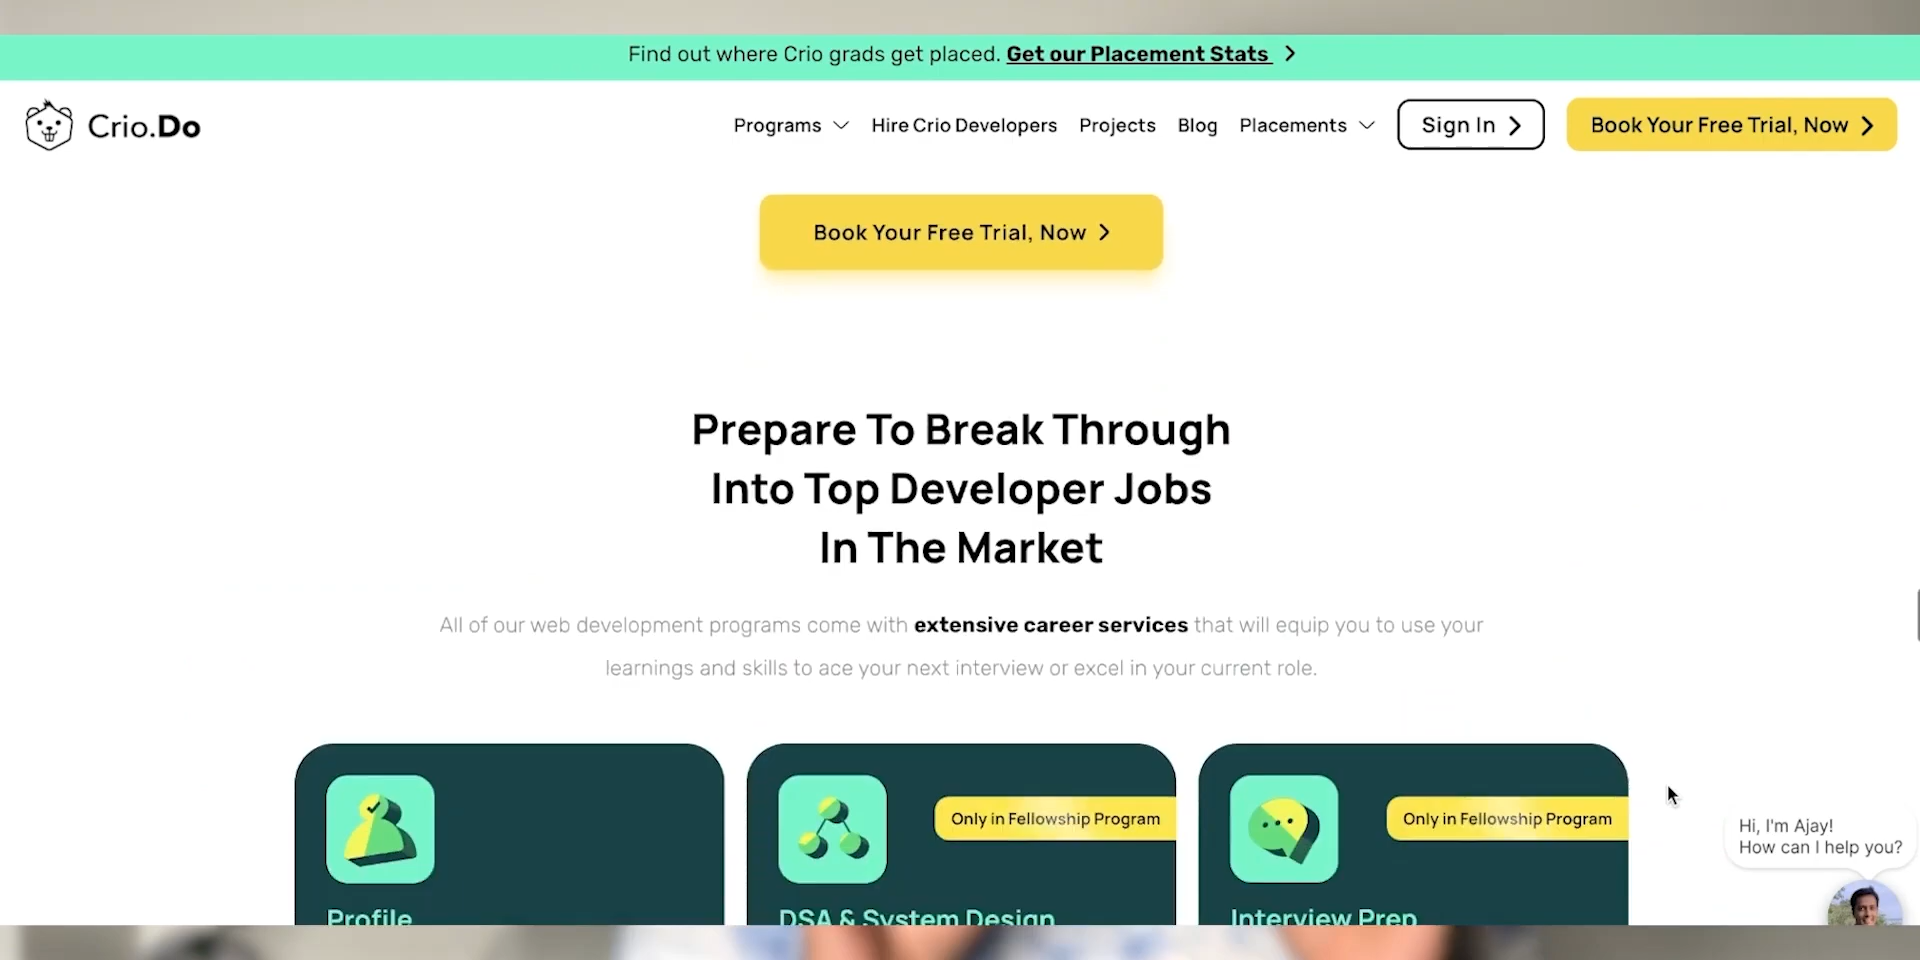 Find out where Crio grads get placed. Get our Placement Stats
Crio.Do
Programs
Hire Crio Developers
Projects
Blog
Placements
Sign In
Book Your Free Trial, Now
Book Your Free Trial, Now
Prepare To Break Through
Into Top Developer Jobs
In The Market
All of our web development programs come with extensive career services that will equip you to use your
learnings and skills to ace your next interview or excel in your current role.
Only in Fellowship Program
Only in Fellowship Program
Hi, I'm Ajay!
How can I help you?
Profile
DSA & System Design
Interview Prep